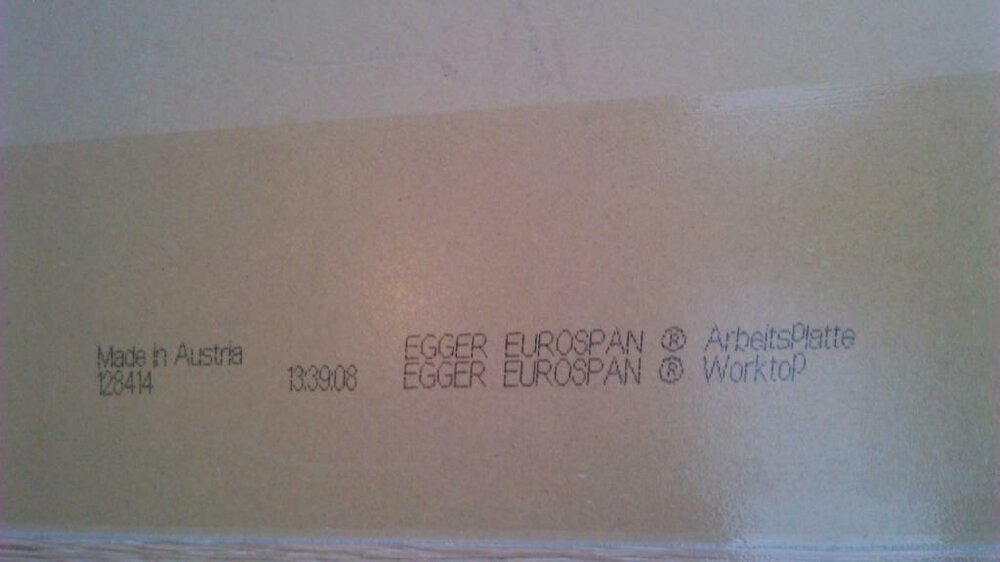 Made in Austria
128414
13:39:08
EGGER EUROSPAN ® ArbeitsPlatte
EGGER EUROSPAN ® Worktop